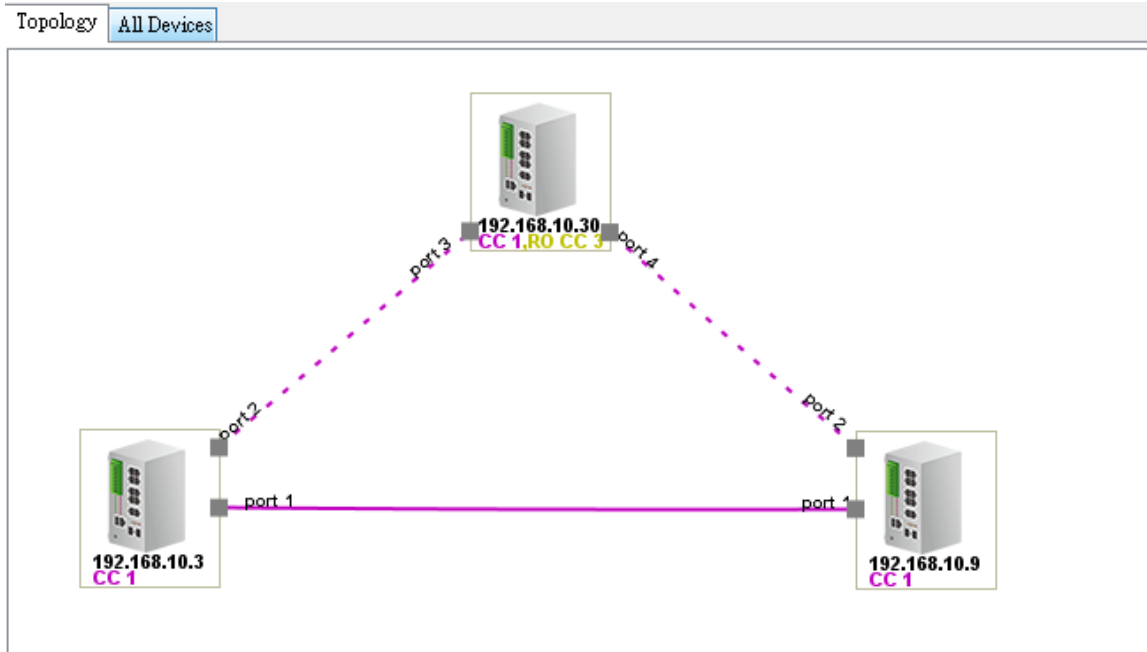 Topology All Devices
192.168.10.30
CC 1,RO CC 3
port 3
port 4
port 2
port 2
port 1
port 1
192.168.10.3
CC 1
192.168.10.9
CC 1